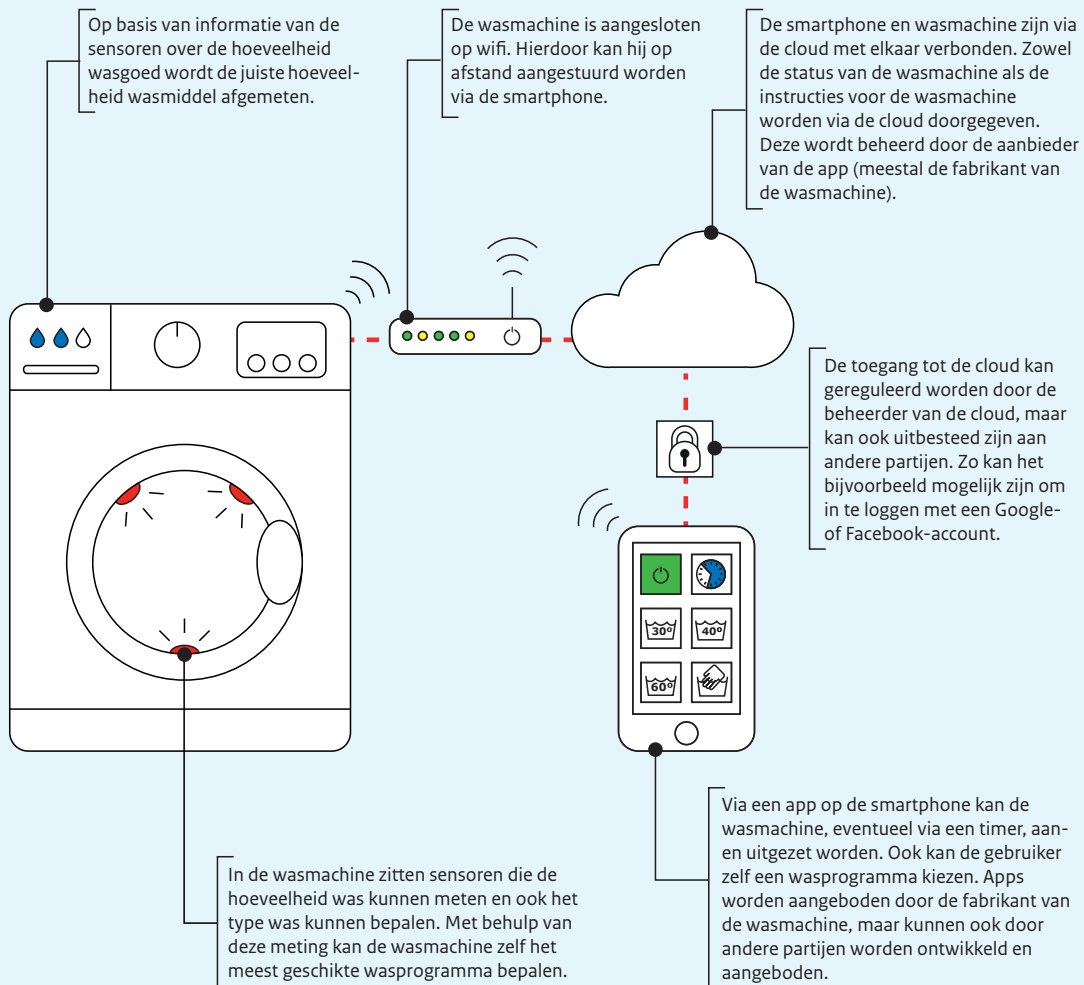 Op basis van informatie van de
sensoren over de hoeveelheid
wasgoed wordt de juiste hoeveel-
heid wasmiddel afgemeten.
De wasmachine is aangesloten
op wifi. Hierdoor kan hij op
afstand aangestuurd worden
via de smartphone.
De smartphone en wasmachine zijn via
de cloud met elkaar verbonden. Zowel
de status van de wasmachine als de
instructies voor de wasmachine
worden via de cloud doorgegeven.
Deze wordt beheerd door de aanbieder
van de app (meestal de fabrikant van
de wasmachine).
De toegang tot de cloud kan
gereguleerd worden door de
beheerder van de cloud, maar
kan ook uitbesteed zijn aan
andere partijen. Zo kan het
bijvoorbeeld mogelijk zijn om
in te loggen met een Google-
of Facebook-account.
30°
40°
60°
In de wasmachine zitten sensoren die de
hoeveelheid was kunnen meten en ook het
type was kunnen bepalen. Met behulp van
deze meting kan de wasmachine zelf het
meest geschikte wasprogramma bepalen.
Via een app op de smartphone kan de
wasmachine, eventueel via een timer, aan-
en uitgezet worden. Ook kan de gebruiker
zelf een wasprogramma kiezen. Apps
worden aangeboden door de fabrikant van
de wasmachine, maar kunnen ook door
andere partijen worden ontwikkeld en
aangeboden.